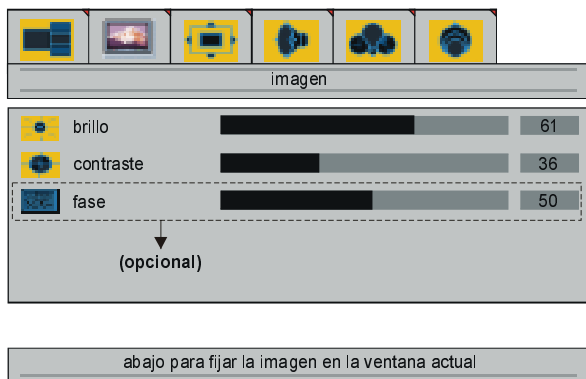 imagen
brillo 61
contraste 36
fase 50
(opcional)
abajo para fijar la imagen en la ventana actual